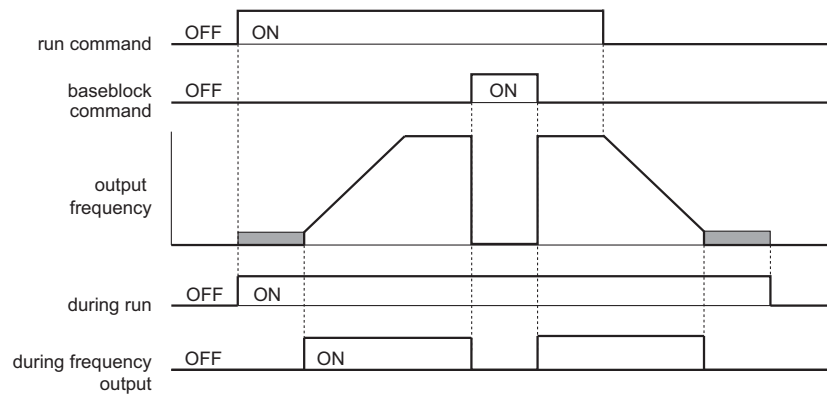 run command
OFF
ON
baseblock
command
OFF
ON
output
frequency
during run
OFF
ON
during frequency
output
OFF
ON